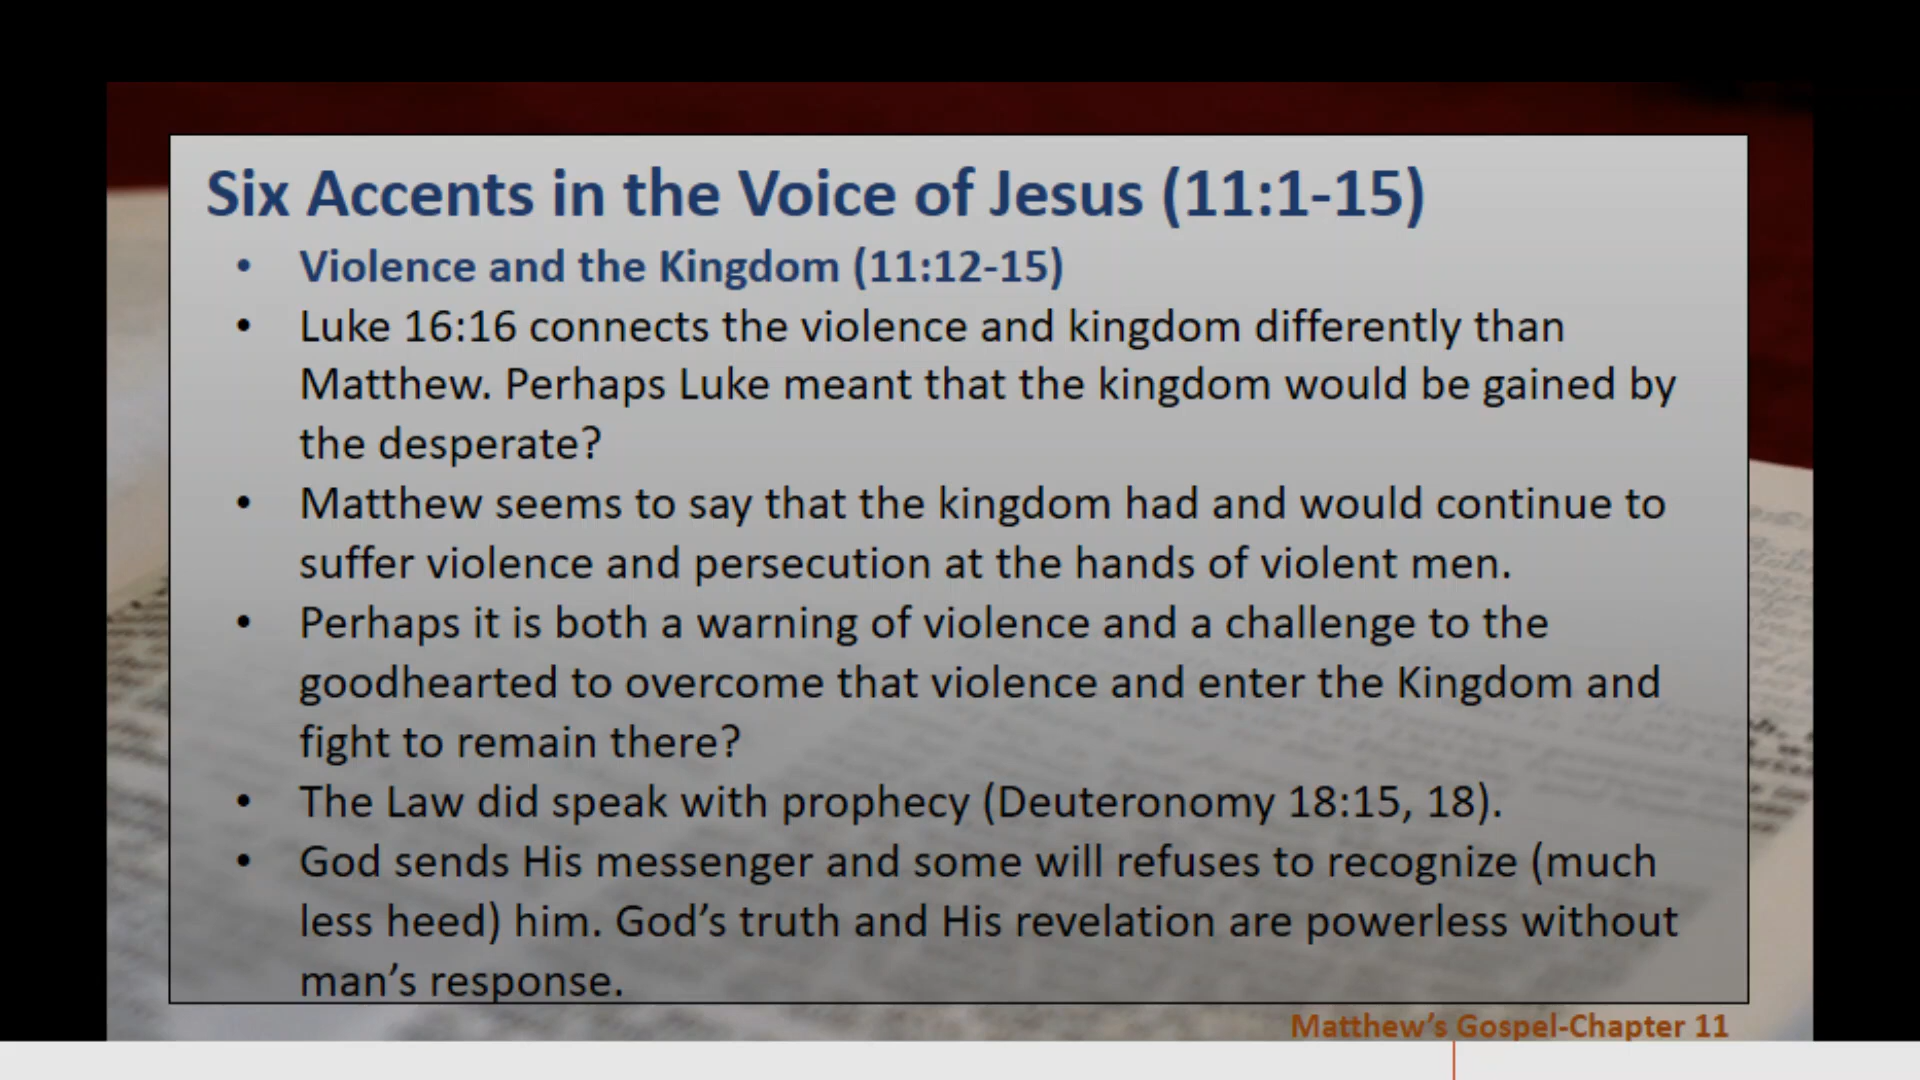 Six Accents in the Voice of Jesus (11:1-15)
• Violence and the Kingdom (11:12-15)
• Luke 16:16 connects the violence and kingdom differently than
Matthew. Perhaps Luke meant that the kingdom would be gained by
the desperate?
• Matthew seems to say that the kingdom had and would continue to
suffer violence and persecution at the hands of violent men.
• Perhaps it is both a warning of violence and a challenge to the
goodhearted to overcome that violence and enter the Kingdom and
fight to remain there?
• The Law did speak with prophecy (Deuteronomy 18:15, 18).
• God sends His messenger and some will refuses to recognize (much
less heed) him. God’s truth and His revelation are powerless without
man’s response.
Matthew’s Gospel-Chapter 11